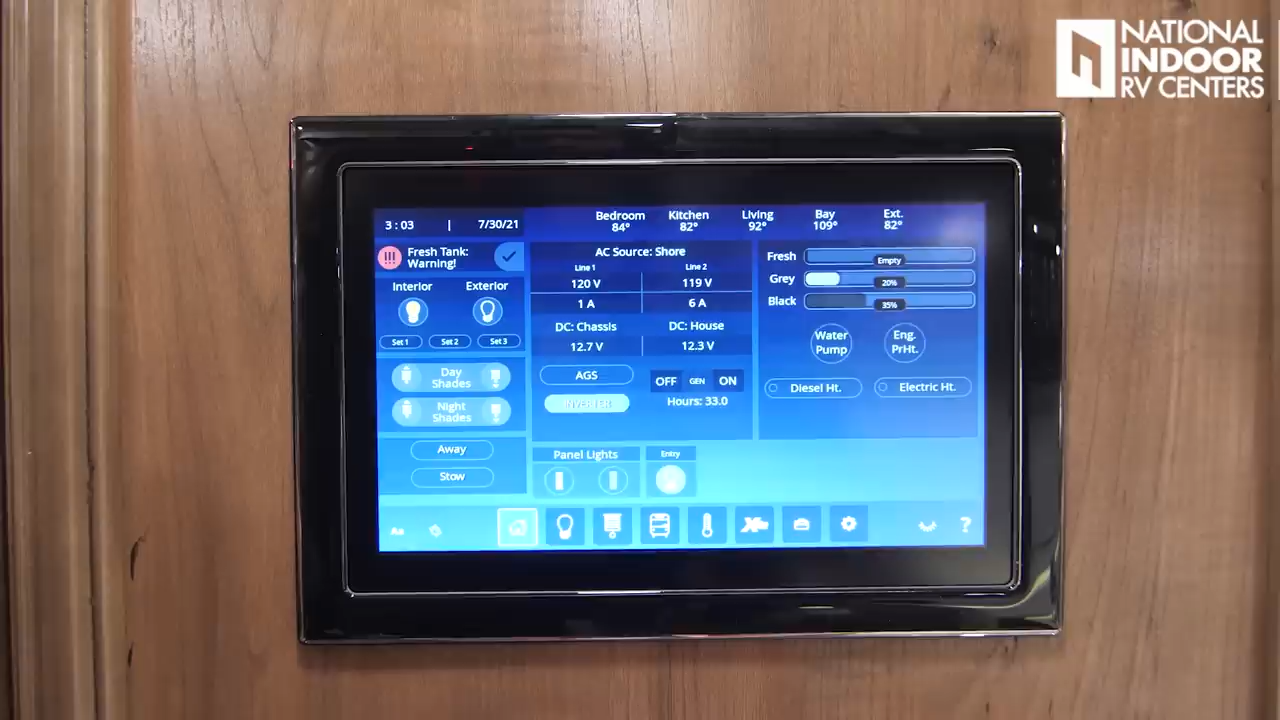 NATIONAL
INDOOR
RV CENTERS
3:03 | 7/30/21
Bedroom Kitchen Living Bay Ext.
84° 82° 92° 109° 82°
Fresh Tank:
Warning!
Interior Exterior
Set 1 Set 2 Set 3
Day
Shades
Night
Shades
Away
Stow
AC Source: Shore
Line 1 Line 2
120 V 119 V
1 A 6 A
DC: Chassis DC: House
12.7 V 12.3 V
AGS
INVERTER
OFF GEN ON
Hours: 33.0
Fresh Empty
Grey 20%
Black 35%
Water
Pump
Eng.
PrHt.
Diesel Ht. Electric Ht.
Panel Lights Entry
Aa
?